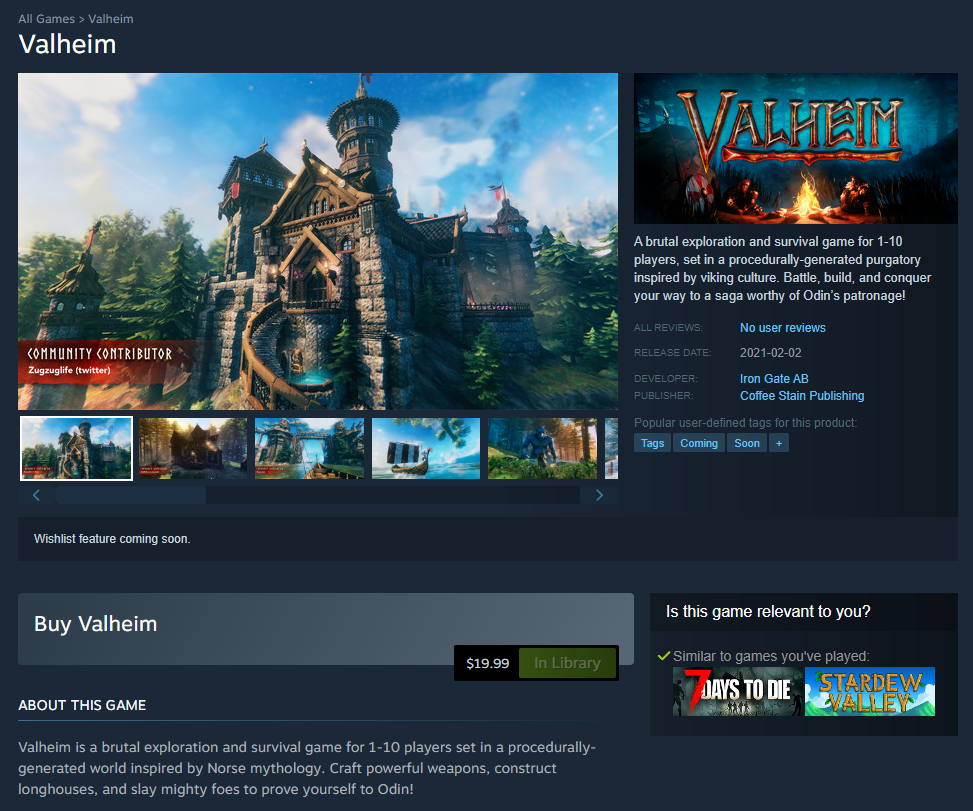 All Games > Valheim
Valheim
COMMUNITY CONTRIBUTOR
Zugzuglife (twitter)
VALHEIM
A brutal exploration and survival game for 1-10
players, set in a procedurally-generated purgatory
inspired by viking culture. Battle, build, and conquer
your way to a saga worthy of Odin's patronage!
ALL REVIEWS: No user reviews
RELEASE DATE: 2021-02-02
DEVELOPER: Iron Gate AB
PUBLISHER: Coffee Stain Publishing
Popular user-defined tags for this product:
Tags Coming Soon +
Wishlist feature coming soon.
Buy Valheim
$19.99 In Library
Is this game relevant to you?
Similar to games you've played:
7 DAYS TO DIE
STARDEW
VALLEY
ABOUT THIS GAME
Valheim is a brutal exploration and survival game for 1-10 players set in a procedurally-
generated world inspired by Norse mythology. Craft powerful weapons, construct
longhouses, and slay mighty foes to prove yourself to Odin!